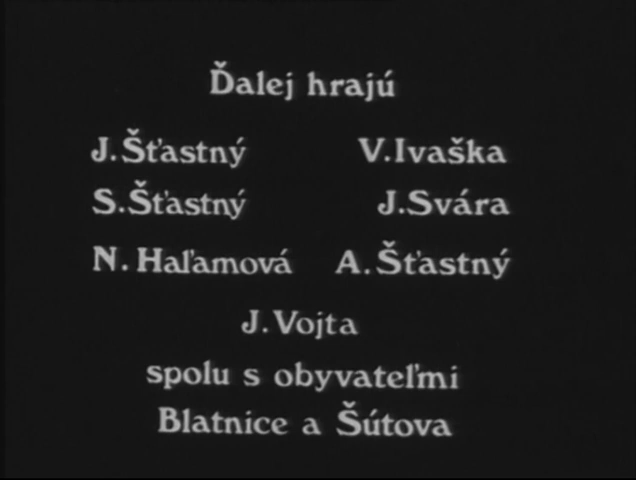 Ďalej hrajú
J.Šťastný V.Ivaška
S.Šťastný J.Svára
N.Haľamová A.Šťastný
J.Vojta
spolu s obyvateľmi
Blatnice a Šútova